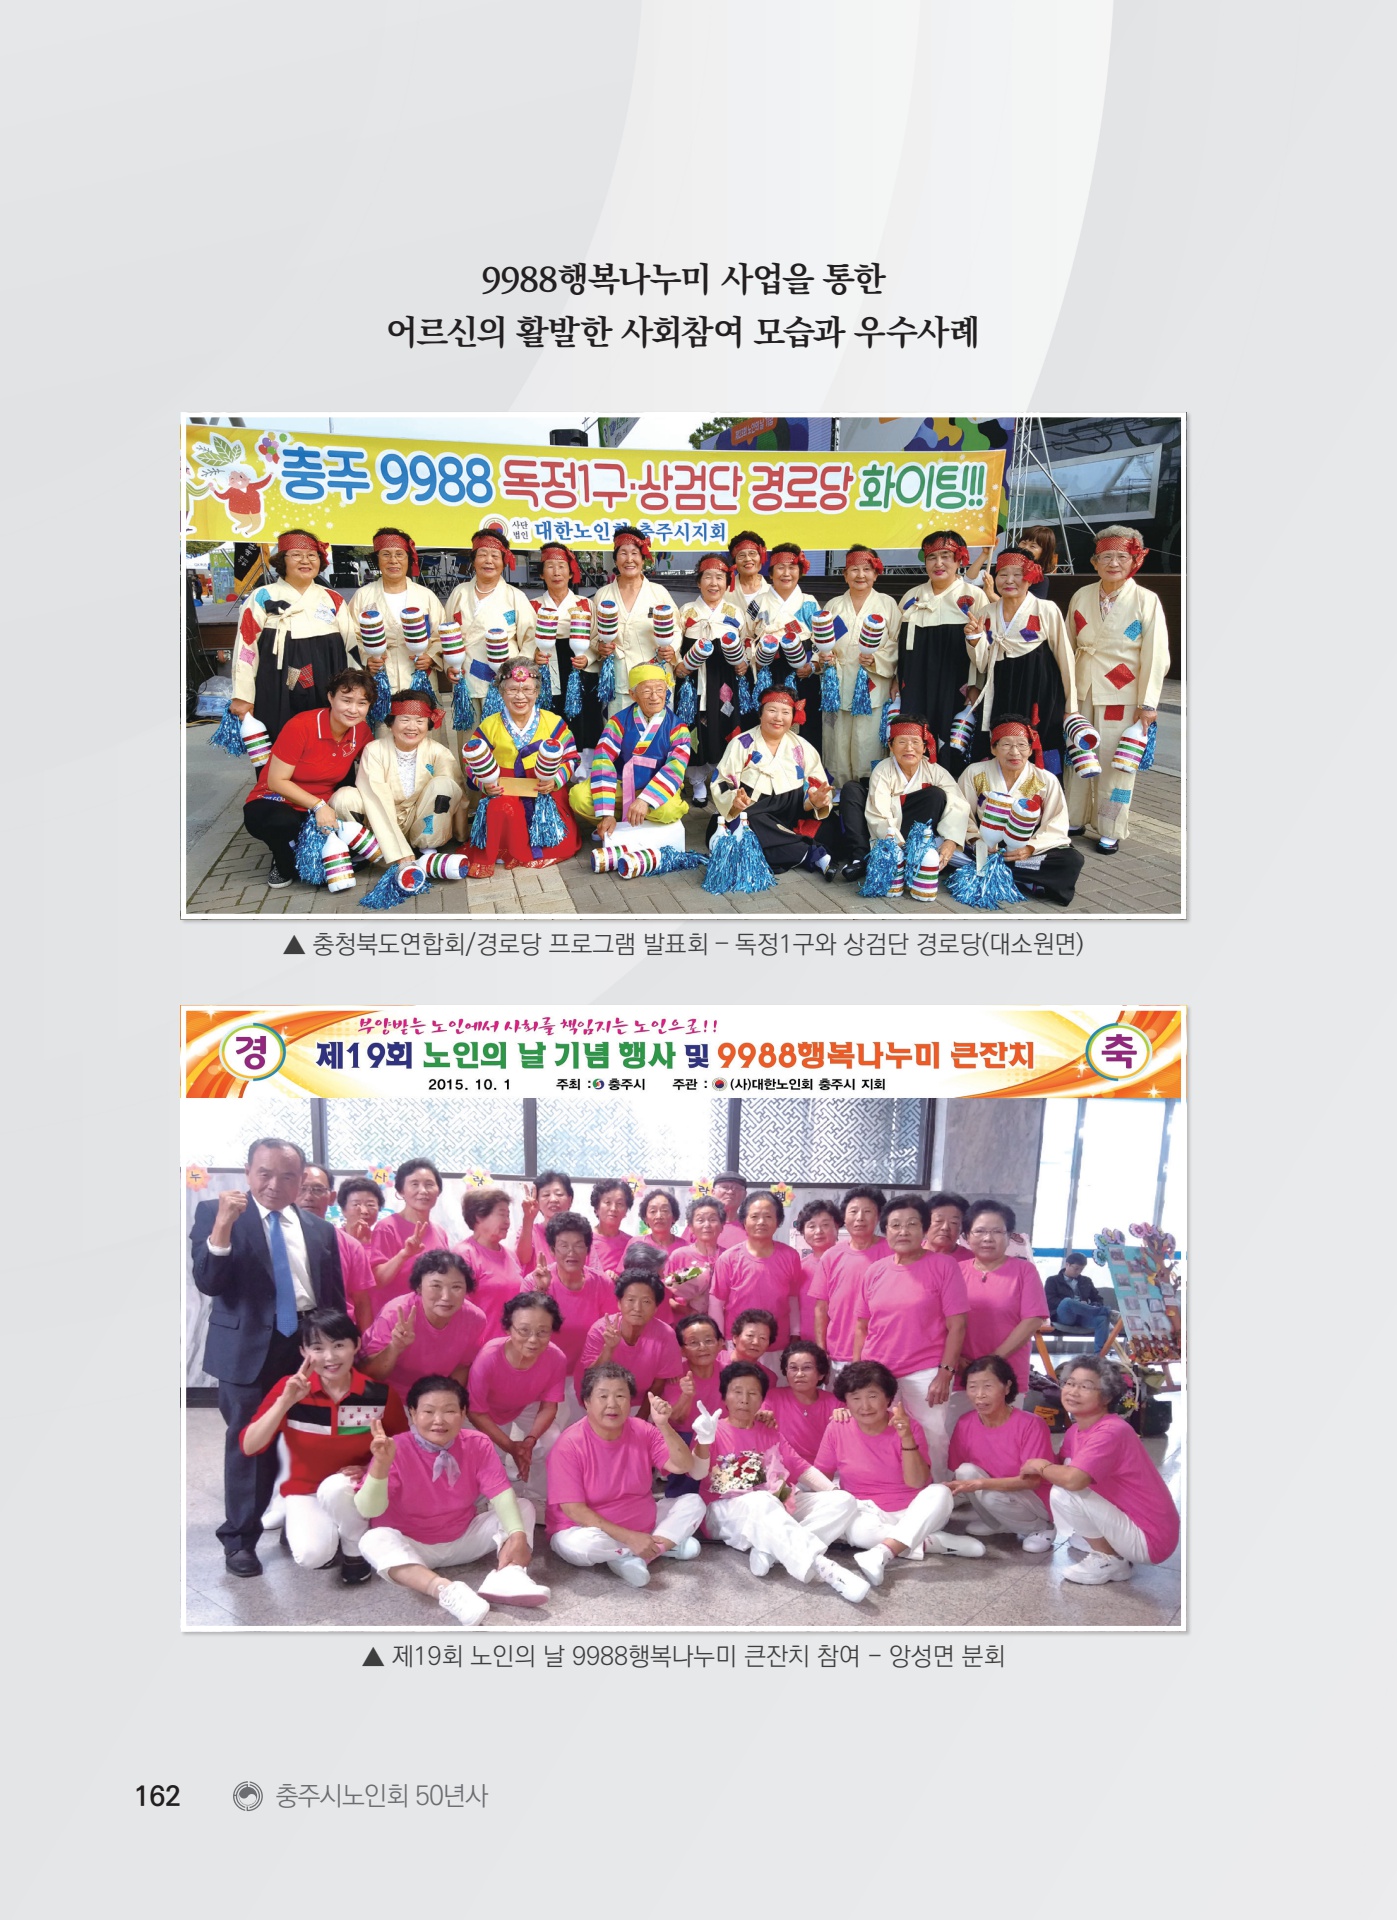 9988행복나누미 사업을 통한
어르신의 활발한 사회참여 모습과 우수사례
충주 9988 독정1구·상검단 경로당 화이팅!!!
사단법인 대한노인회 충주시지회
▲ 충청북도연합회/경로당 프로그램 발표회 – 독정1구와 상검단 경로당(대소원면)
부양받는 노인에서 사회를 책임지는 노인으로!!
경 제19회 노인의 날 기념 행사 및 9988행복나누미 큰잔치 축
2015. 10. 1 주최 : 충주시 주관 : (사)대한노인회 충주시 지회
누 사 랑
▲ 제19회 노인의 날 9988행복나누미 큰잔치 참여 – 앙성면 분회
162 충주시노인회 50년사